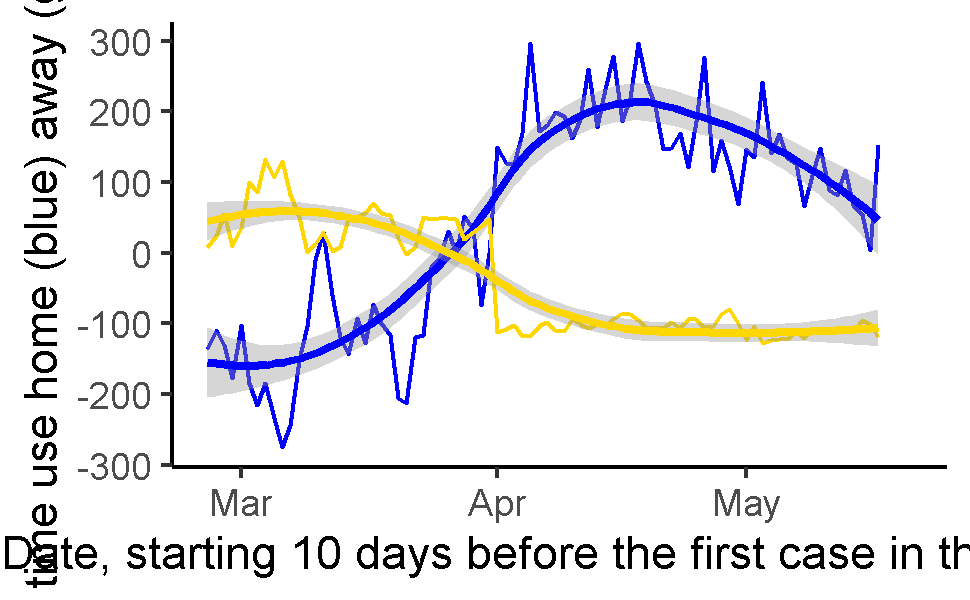 time use home (blue) away (
300
200
100
0
-100
-200
-300
Mar Apr May
Date, starting 10 days before the first case in th